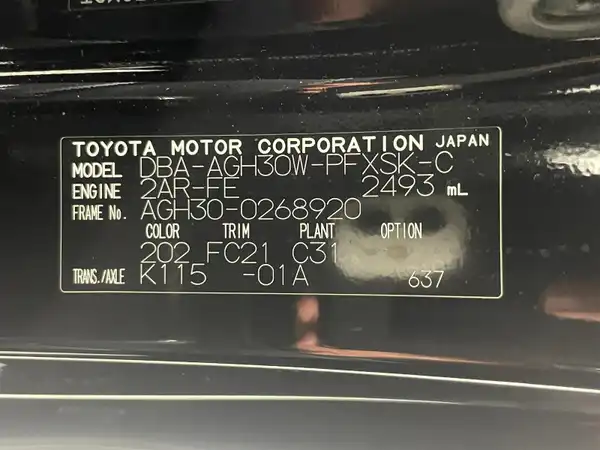 TOYOTA MOTOR CORPORATION JAPAN
MODEL DBA-AGH30W-PFXSK-C
ENGINE 2AR-FE 2493 mL
FRAME No. AGH30-0268920
COLOR TRIM PLANT OPTION
202 FC21 C31
TRANS./AXLE K115 -01A 637